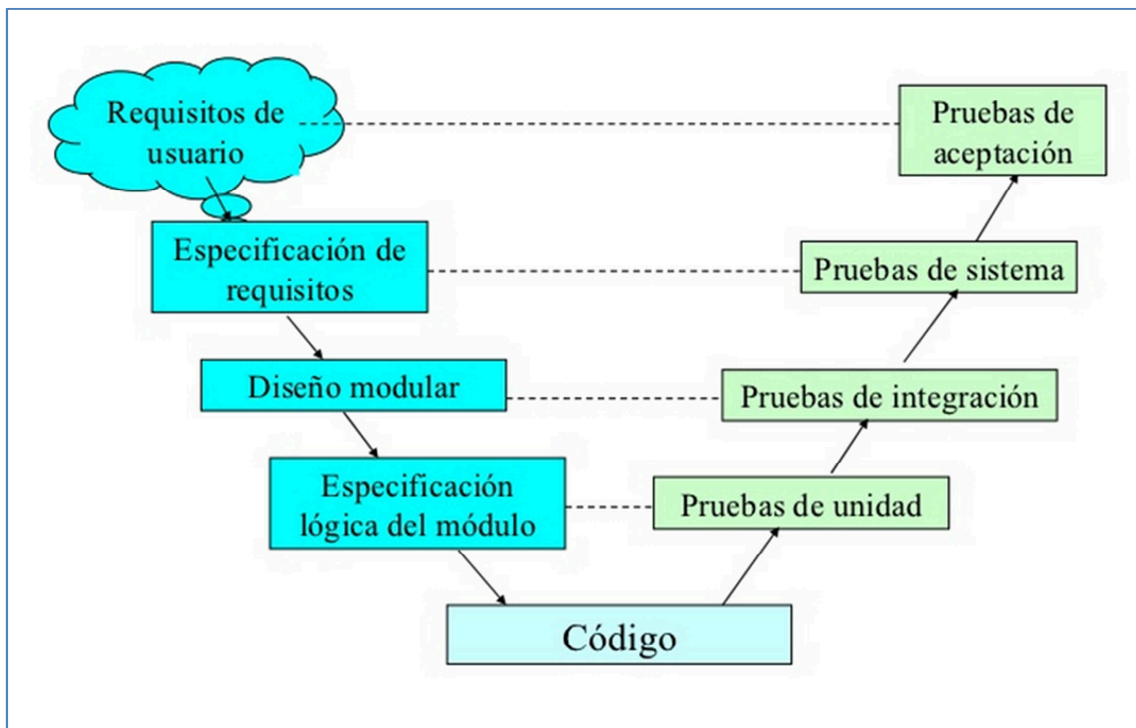 Requisitos de
usuario
Pruebas de
aceptación
Especificación de
requisitos
Pruebas de sistema
Diseño modular
Pruebas de integración
Especificación
lógica del módulo
Pruebas de unidad
Código